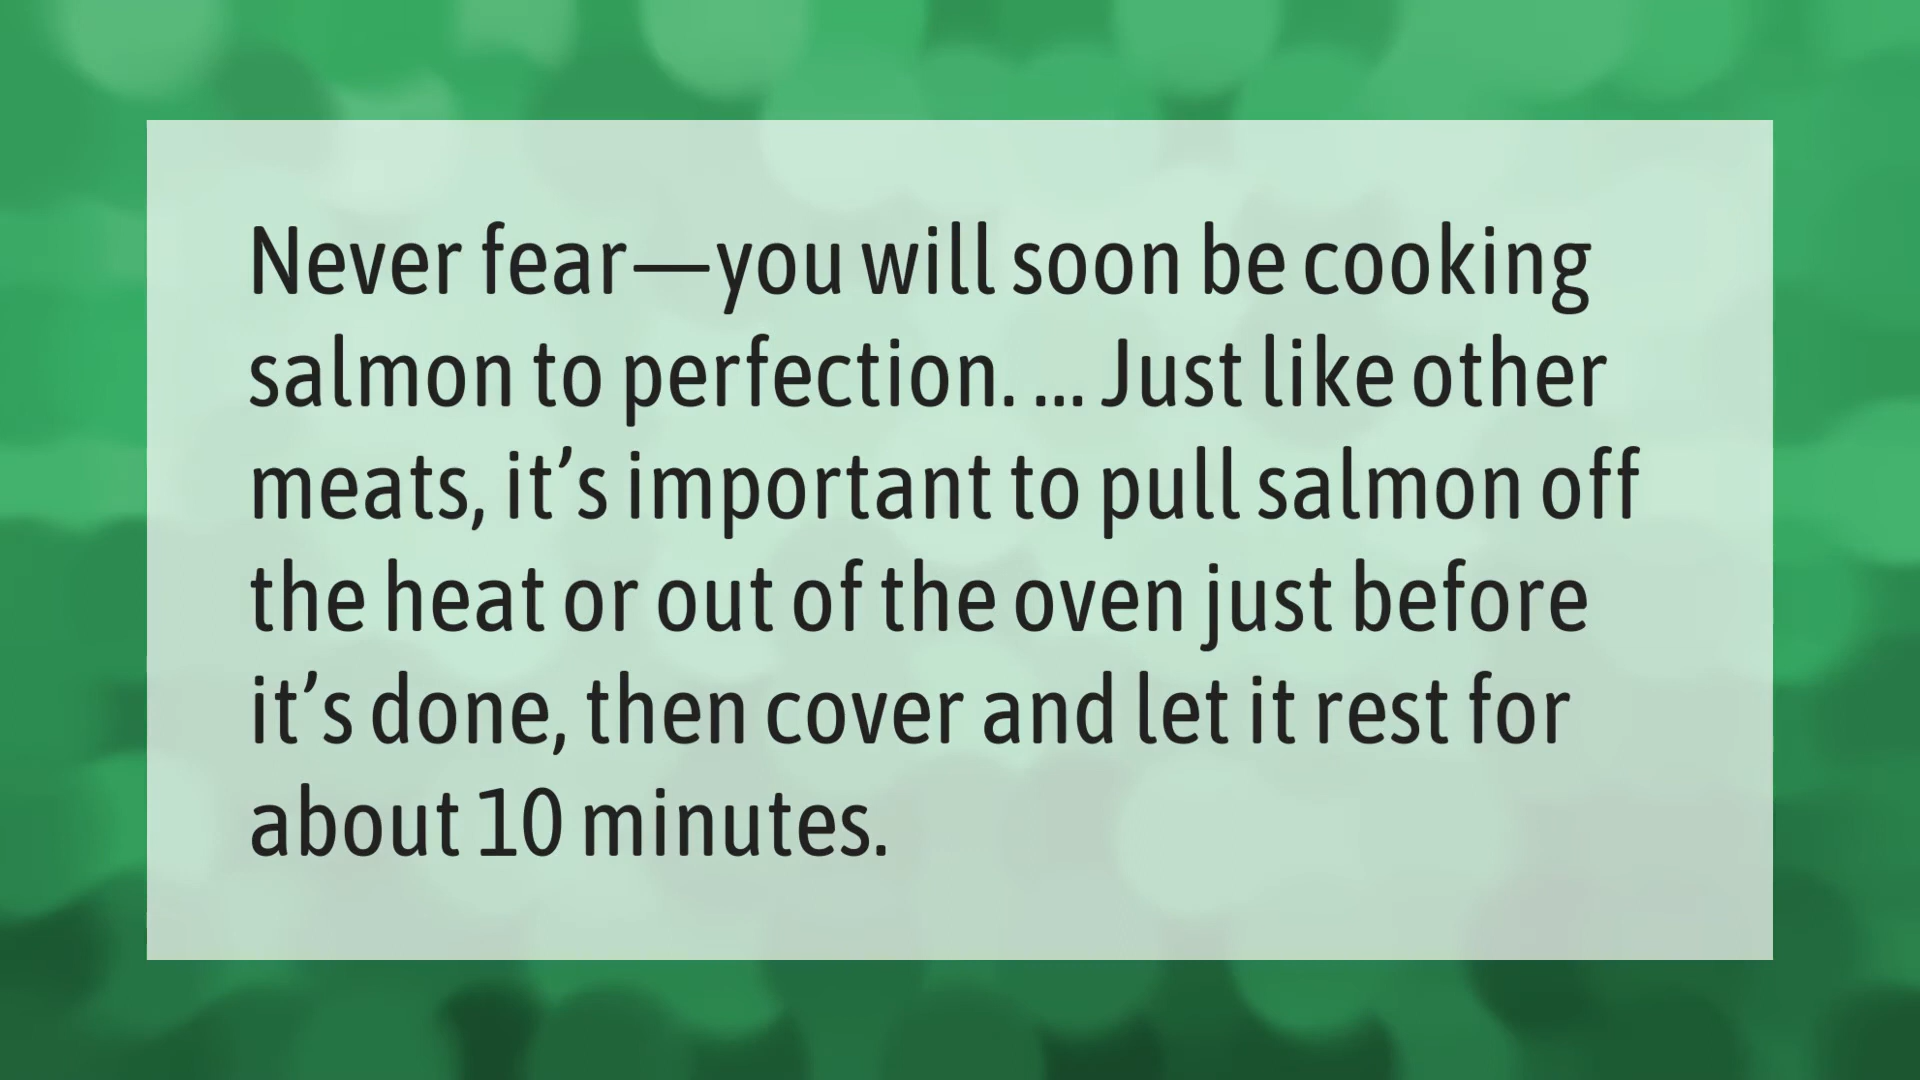 Never fear—you will soon be cooking
salmon to perfection. ... Just like other
meats, it’s important to pull salmon off
the heat or out of the oven just before
it’s done, then cover and let it rest for
about 10 minutes.